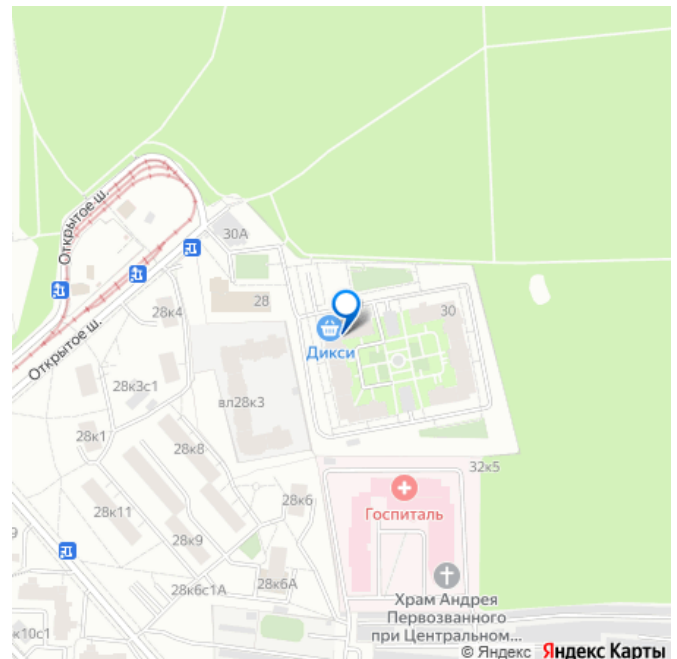 Открытое ш.
30А
28
30
28к4
Дикси
Открытое ш.
28к3с1
вл28к3
28к1
28к8
32к5
28к11
28к6
Госпиталь
28к9
28к6с1А
28к6А
Храм Андрея
Первозванного
при Центральном...
к10с1
© Яндекс Яндекс Карты